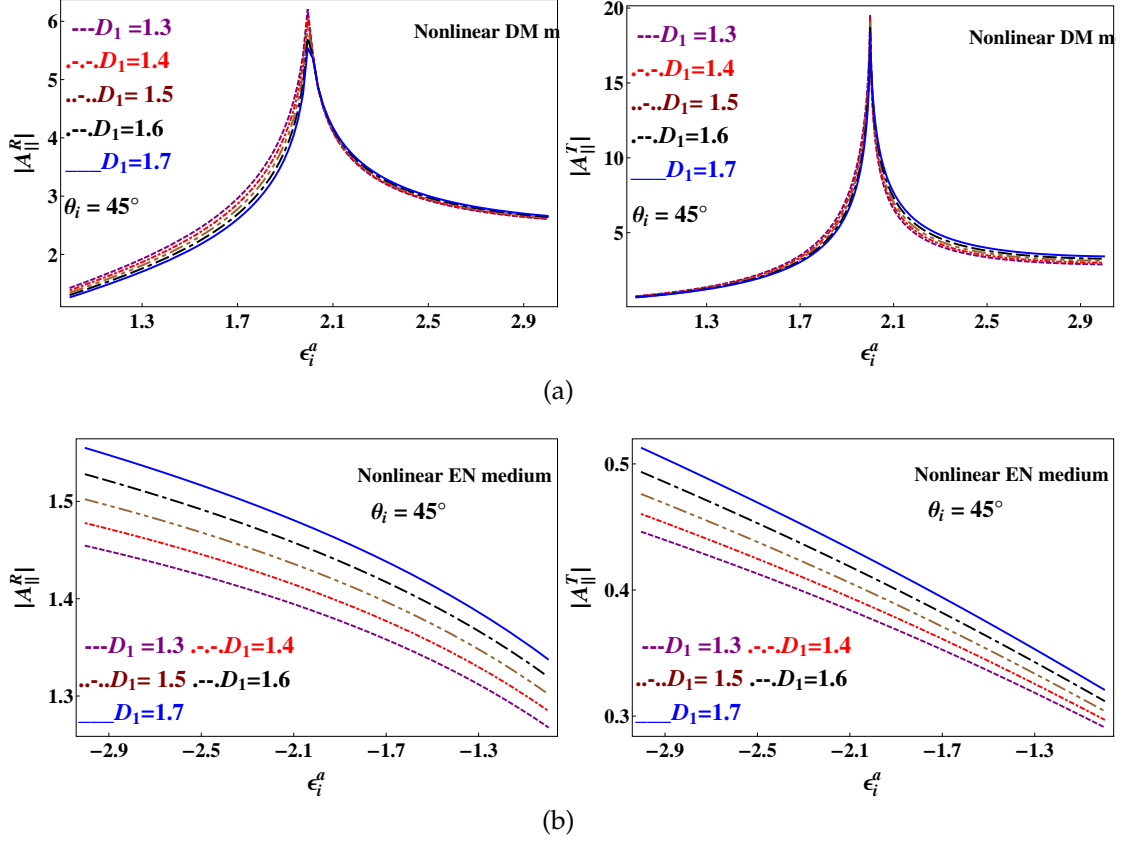 Nonlinear DM m
---D₁ =1.3
.-.-.D₁=1.4
..-..D₁= 1.5
.--.D₁=1.6
___D₁=1.7
θᵢ = 45°
|A^R_∥|
6
5
4
3
2
1.3 1.7 2.1 2.5 2.9
ϵᵢᵃ
Nonlinear DM m
---D₁ =1.3
.-.-.D₁=1.4
..-..D₁= 1.5
.--.D₁=1.6
___D₁=1.7
θᵢ = 45°
|A^T_∥|
20
15
10
5
1.3 1.7 2.1 2.5 2.9
ϵᵢᵃ
(a)
Nonlinear EN medium
θᵢ = 45°
|A^R_∥|
1.5
1.4
1.3
---D₁ =1.3 .-.-.D₁=1.4
..-..D₁= 1.5 .--.D₁=1.6
___D₁=1.7
−2.9 −2.5 −2.1 −1.7 −1.3
ϵᵢᵃ
Nonlinear EN medium
θᵢ = 45°
|A^T_∥|
0.5
0.4
0.3
---D₁ =1.3 .-.-.D₁=1.4
..-..D₁= 1.5 .--.D₁=1.6
___D₁=1.7
−2.9 −2.5 −2.1 −1.7 −1.3
ϵᵢᵃ
(b)